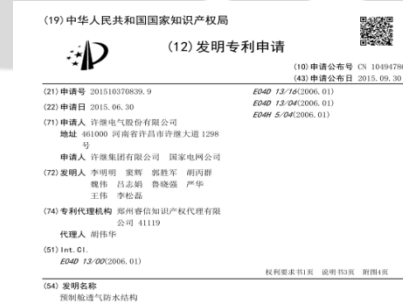 (19) 中华人民共和国国家知识产权局
(12) 发明专利申请
(10) 申请公布号 CN 10494786
(43) 申请公布日 2015.09.30
(21) 申请号 201510370839.9
(22) 申请日 2015.06.30
(71) 申请人 许继电气股份有限公司
地址 461000 河南省许昌市许继大道 1298
号
申请人 许继集团有限公司 国家电网公司
(72) 发明人 李明明 窦辉 郭胜军 胡丙群
魏伟 吕志娟 鲁晓强 严华
王伟 李松磊
(74) 专利代理机构 郑州睿信知识产权代理有限
公司 41119
代理人 胡伟华
(51) Int. Cl.
E04D 13/00(2006.01)
E04D 13/16(2006.01)
E04D 13/04(2006.01)
E04H 5/04(2006.01)
权利要求书1页 说明书3页 附图4页
(54) 发明名称
预制舱透气防水结构